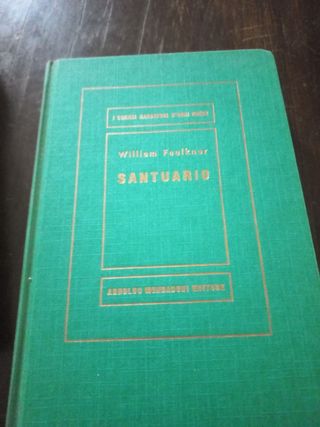 I GRANDI NARRATORI D'OGNI PAESE
William Faulkner
SANTUARIO
ARNOLDO MONDADORI EDITORE